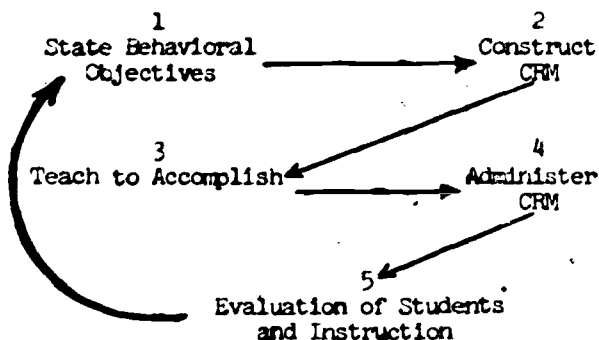 1
State Behavioral
Objectives
2
Construct
CRM
3
Teach to Accomplish
4
Administer
CRM
5
Evaluation of Students
and Instruction